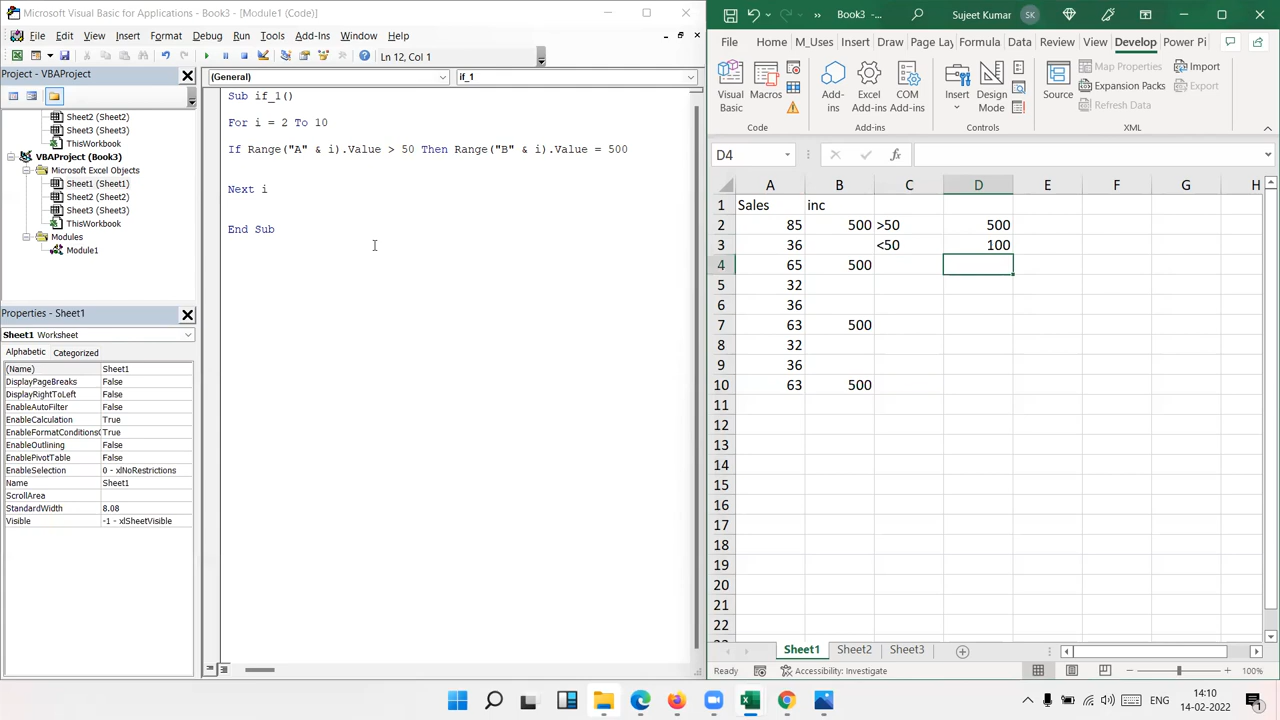 Microsoft Visual Basic for Applications - Book3 - [Module1 (Code)]
File Edit View Insert Format Debug Run Tools Add-Ins Window Help
Ln 12, Col 1
Project - VBAProject
Sheet2 (Sheet2)
Sheet3 (Sheet3)
ThisWorkbook
VBAProject (Book3)
Microsoft Excel Objects
Sheet1 (Sheet1)
Sheet2 (Sheet2)
Sheet3 (Sheet3)
ThisWorkbook
Modules
Module1
Properties - Sheet1
Sheet1 Worksheet
Alphabetic Categorized
(Name) Sheet1
DisplayPageBreaks False
DisplayRightToLeft False
EnableAutoFilter False
EnableCalculation True
EnableFormatConditions True
EnableOutlining False
EnablePivotTable False
EnableSelection 0 - xlNoRestrictions
Name Sheet1
ScrollArea
StandardWidth 8.08
Visible -1 - xlSheetVisible
(General) if_1
Sub if_1()
For i = 2 To 10
If Range("A" & i).Value > 50 Then Range("B" & i).Value = 500
Next i
End Sub
Book3 -... Sujeet Kumar SK
File Home M_Uses Insert Draw Page Lay Formula Data Review View Develop Power Pi
Visual Basic Macros
Add-ins Excel Add-ins COM Add-ins
Insert Design Mode
Source Map Properties Import
Expansion Packs Export
Refresh Data
Code Add-ins Controls XML
D4 fx
A B C D E F G H
1 Sales inc
2 85 500 >50 500
3 36 <50 100
4 65 500
5 32
6 36
7 63 500
8 32
9 36
10 63 500
11
12
13
14
15
16
17
18
19
20
21
22
Sheet1 Sheet2 Sheet3
Ready Accessibility: Investigate 100%
ENG 14:10
14-02-2022
1